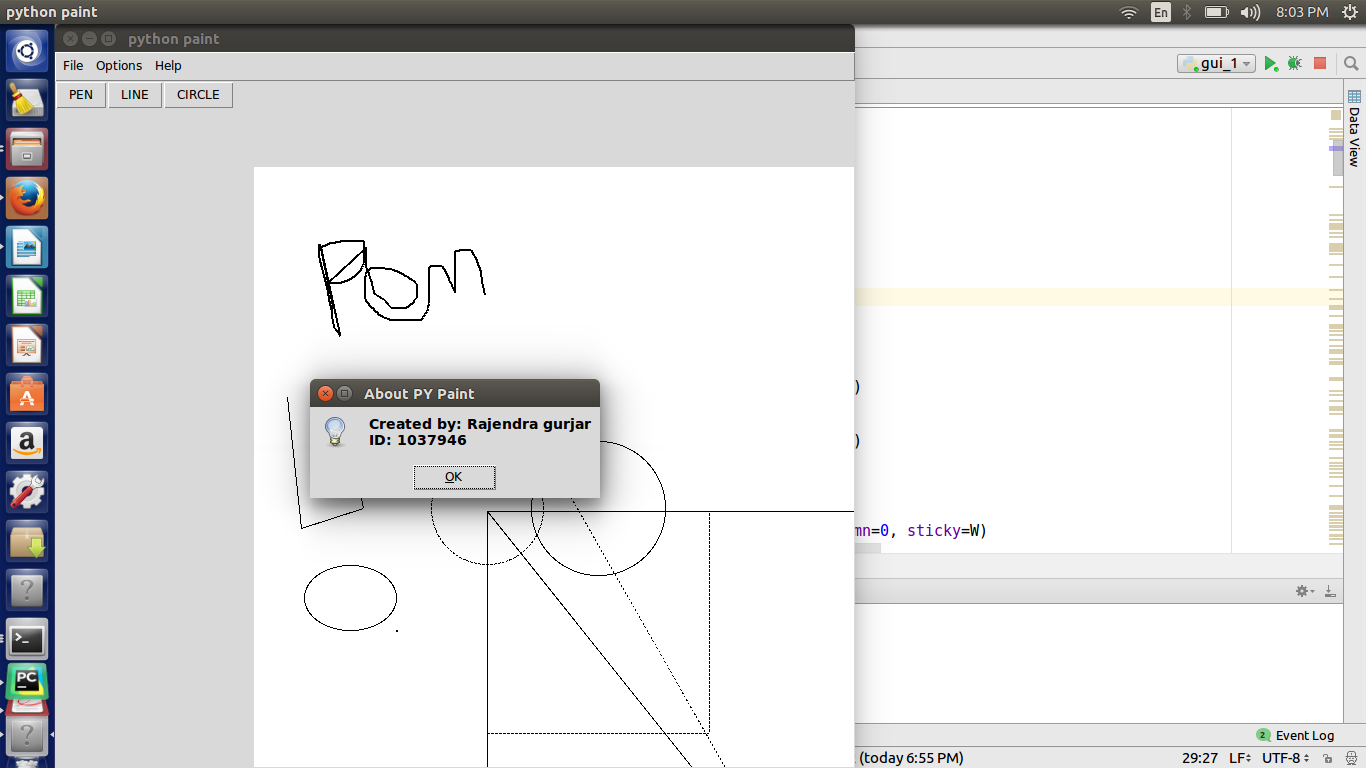 python paint
En
8:03 PM
python paint
File Options Help
PEN LINE CIRCLE
gui_1
Data View
About PY Paint
Created by: Rajendra gurjar
ID: 1037946
OK
)
)
mn=0, sticky=W)
2 Event Log
(today 6:55 PM)
29:27 LF UTF-8
PC